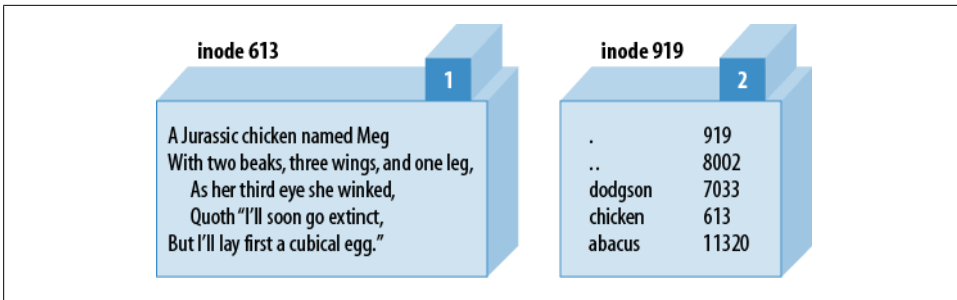 inode 613
1
A Jurassic chicken named Meg
With two beaks, three wings, and one leg,
As her third eye she winked,
Quoth “I’ll soon go extinct,
But I’ll lay first a cubical egg.”
inode 919
2
. 919
.. 8002
dodgson 7033
chicken 613
abacus 11320